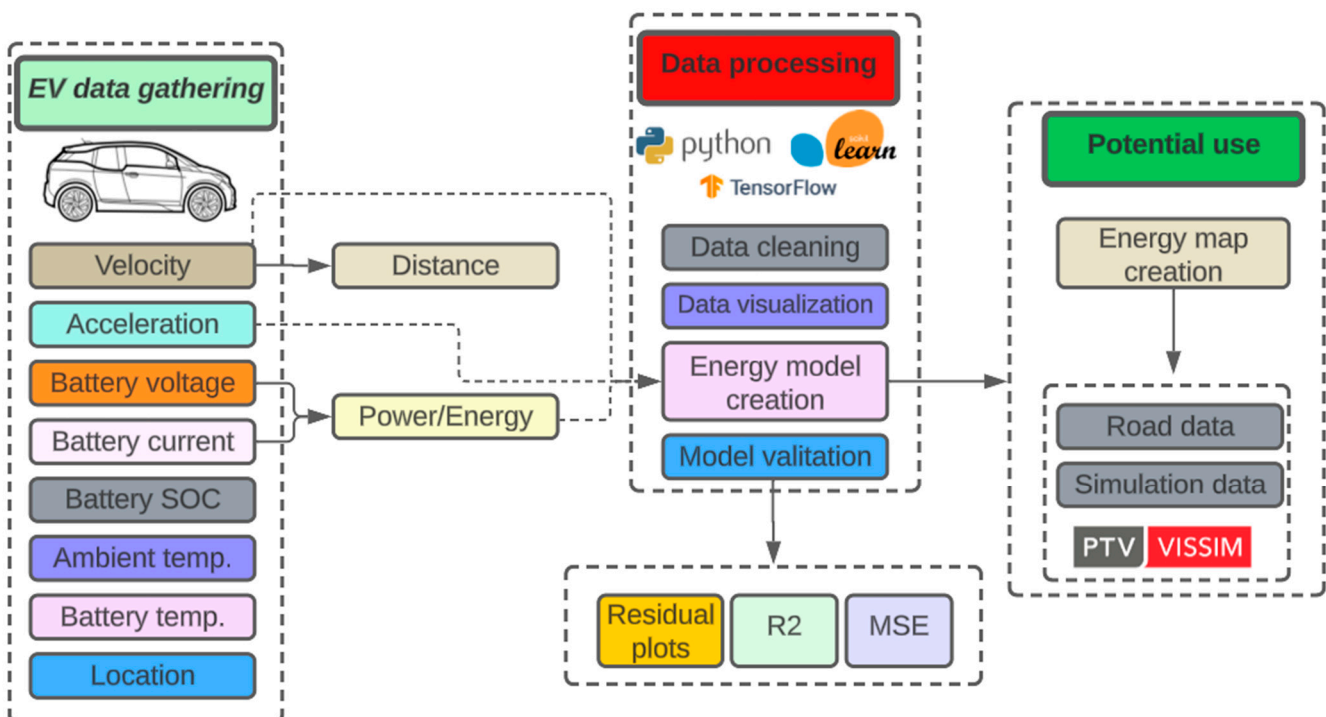 EV data gathering
Velocity
Acceleration
Battery voltage
Battery current
Battery SOC
Ambient temp.
Battery temp.
Location
Distance
Power/Energy
Data processing
python
scikit
learn
TensorFlow
Data cleaning
Data visualization
Energy model
creation
Model valitation
Residual
plots
R2
MSE
Potential use
Energy map
creation
Road data
Simulation data
PTV VISSIM